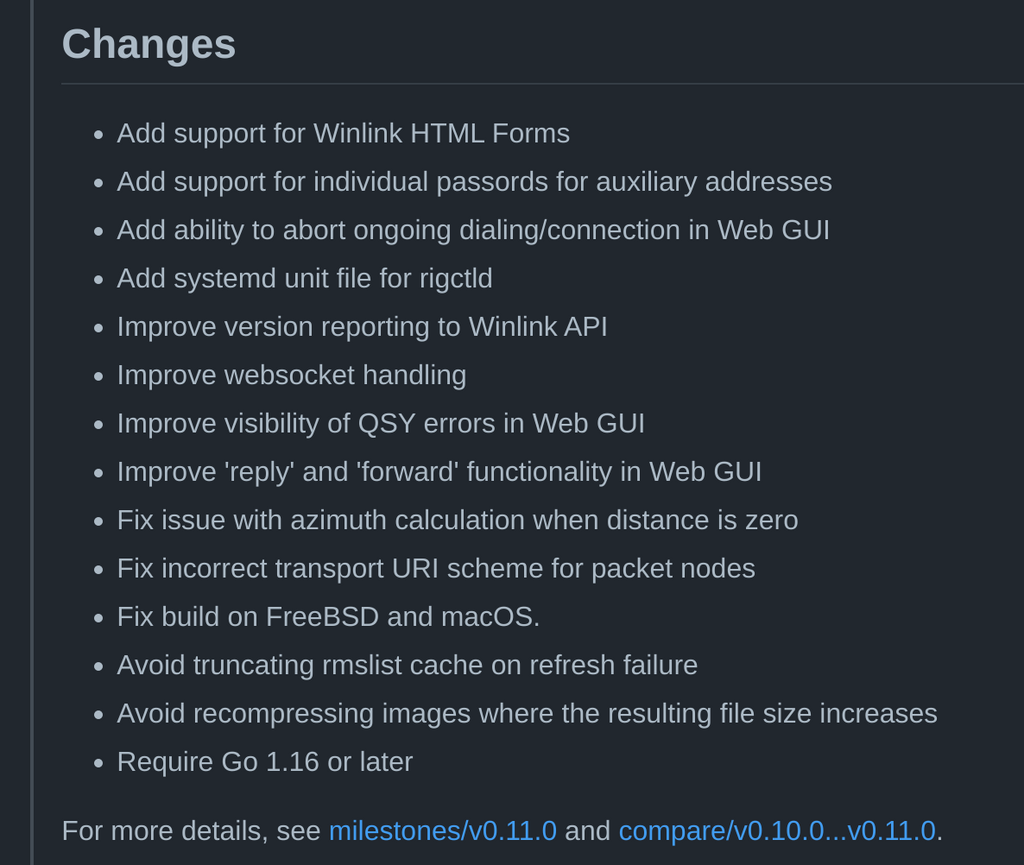 Changes
• Add support for Winlink HTML Forms
• Add support for individual passords for auxiliary addresses
• Add ability to abort ongoing dialing/connection in Web GUI
• Add systemd unit file for rigctld
• Improve version reporting to Winlink API
• Improve websocket handling
• Improve visibility of QSY errors in Web GUI
• Improve 'reply' and 'forward' functionality in Web GUI
• Fix issue with azimuth calculation when distance is zero
• Fix incorrect transport URI scheme for packet nodes
• Fix build on FreeBSD and macOS.
• Avoid truncating rmslist cache on refresh failure
• Avoid recompressing images where the resulting file size increases
• Require Go 1.16 or later
For more details, see milestones/v0.11.0 and compare/v0.10.0...v0.11.0.